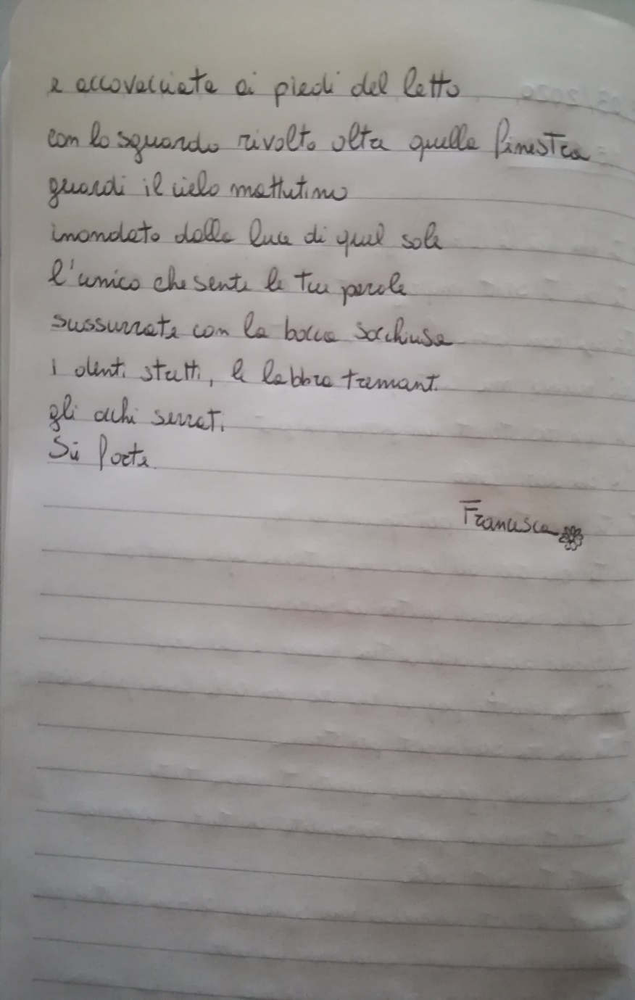 e accovacciata ai piedi del letto
con lo sguardo rivolto oltre quella finestra
guardi il cielo mattutino
inondato dalla luce di quel sole
l'unico che sente le tue parole
sussurrate con la bocca socchiusa
i denti stretti, le labbra tremanti
gli occhi serrati.
Sii forte.
Francesca